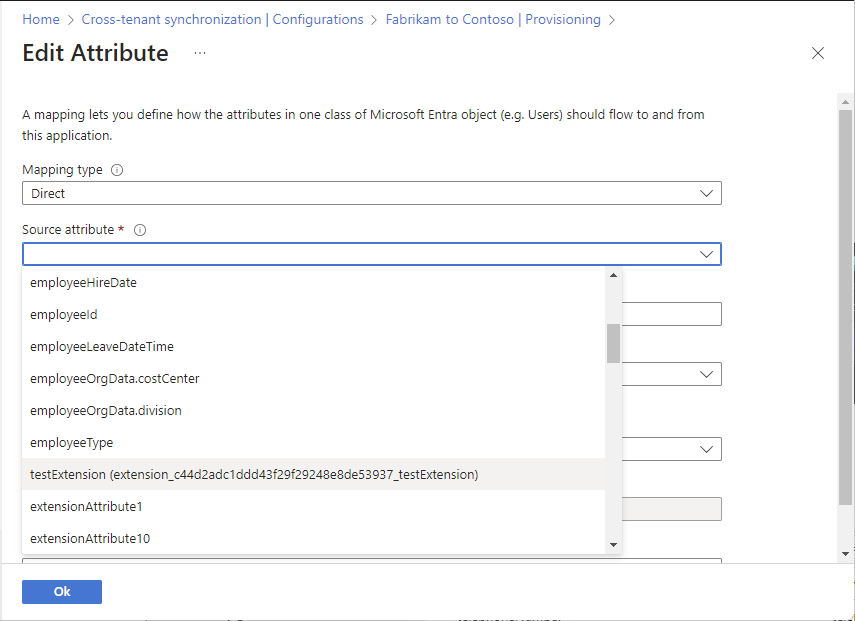 Home > Cross-tenant synchronization | Configurations > Fabrikam to Contoso | Provisioning >
Edit Attribute ...
A mapping lets you define how the attributes in one class of Microsoft Entra object (e.g. Users) should flow to and from
this application.
Mapping type
Direct
Source attribute *
employeeHireDate
employeeId
employeeLeaveDateTime
employeeOrgData.costCenter
employeeOrgData.division
employeeType
testExtension (extension_c44d2adc1ddd43f29f29248e8de53937_testExtension)
extensionAttribute1
extensionAttribute10
Ok